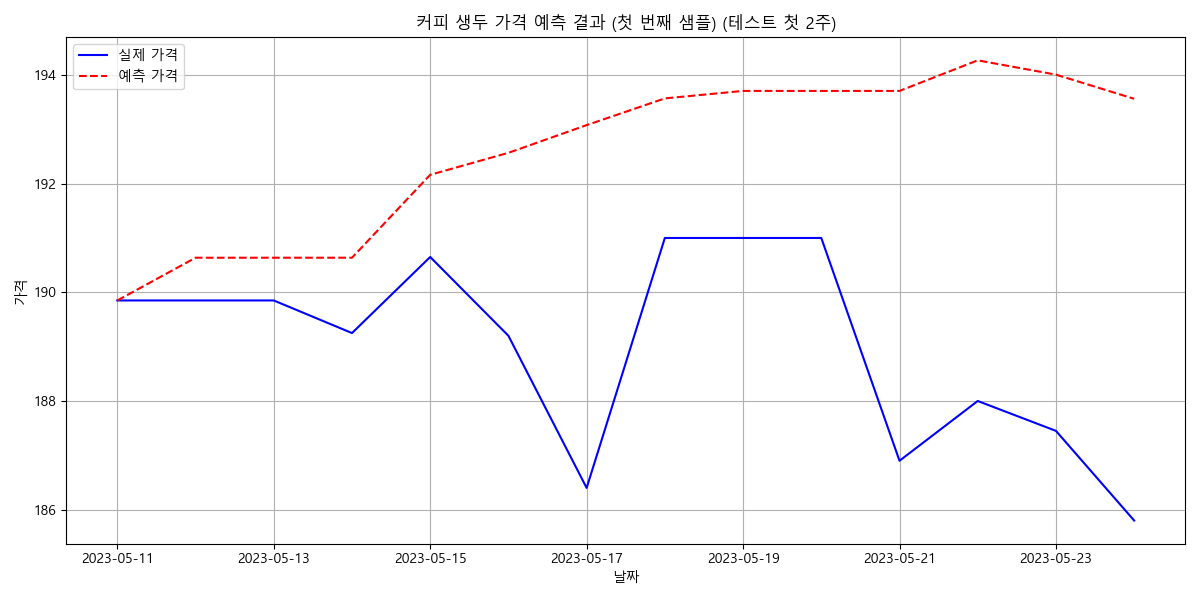 커피 생두 가격 예측 결과 (첫 번째 샘플) (테스트 첫 2주)
실제 가격
예측 가격
194
192
190
188
186
가격
2023-05-11 2023-05-13 2023-05-15 2023-05-17 2023-05-19 2023-05-21 2023-05-23
날짜